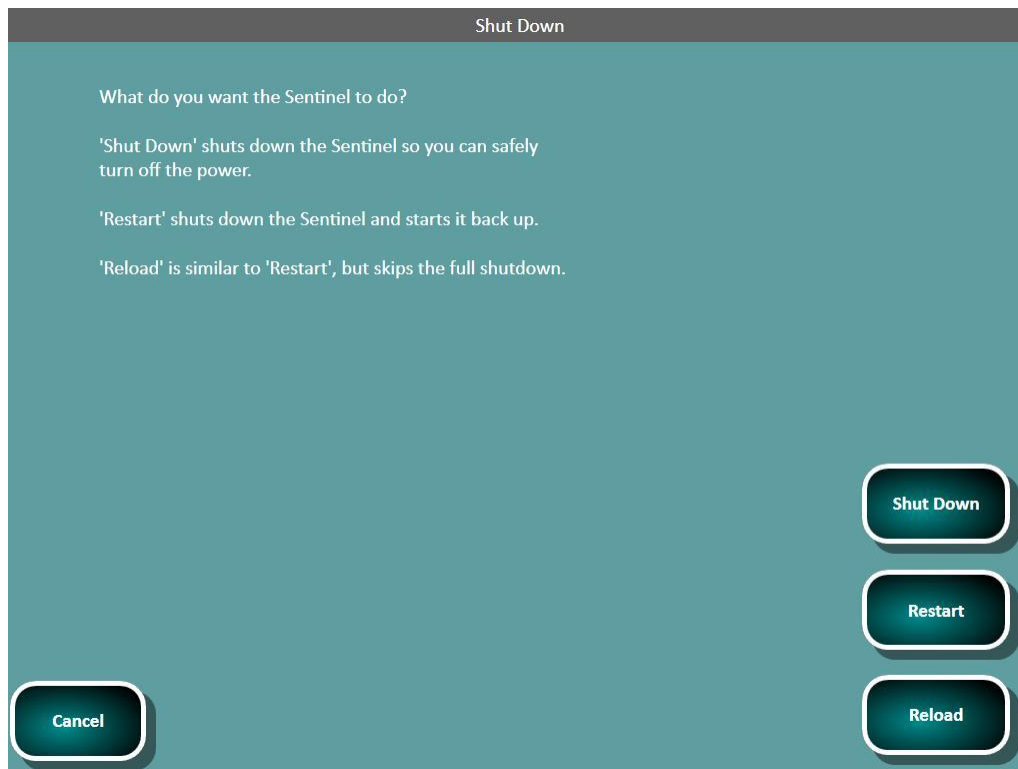 Shut Down
What do you want the Sentinel to do?
'Shut Down' shuts down the Sentinel so you can safely
turn off the power.
'Restart' shuts down the Sentinel and starts it back up.
'Reload' is similar to 'Restart', but skips the full shutdown.
Shut Down
Restart
Reload
Cancel